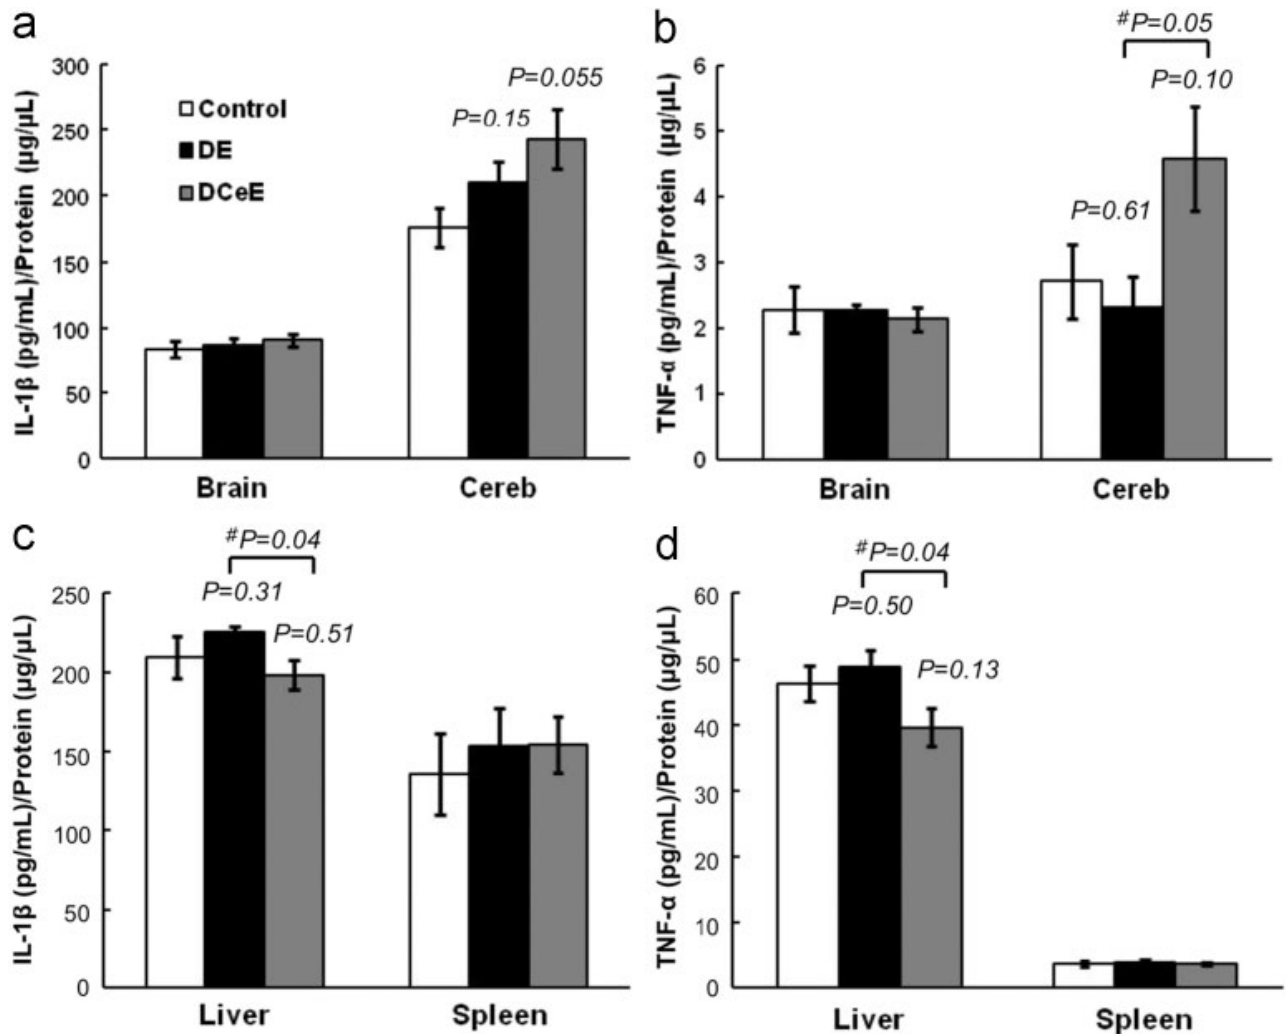 a
IL-1β (pg/mL)/Protein (µg/µL)
300
250
200
150
100
50
0
Control
DE
DCeE
P=0.15
P=0.055
Brain
Cereb
b
TNF-α (pg/mL)/Protein (µg/µL)
6
5
4
3
2
1
0
#P=0.05
P=0.10
P=0.61
Brain
Cereb
c
IL-1β (pg/mL)/Protein (µg/µL)
250
200
150
100
50
0
#P=0.04
P=0.31
P=0.51
Liver
Spleen
d
TNF-α (pg/mL)/Protein (µg/µL)
60
50
40
30
20
10
0
#P=0.04
P=0.50
P=0.13
Liver
Spleen